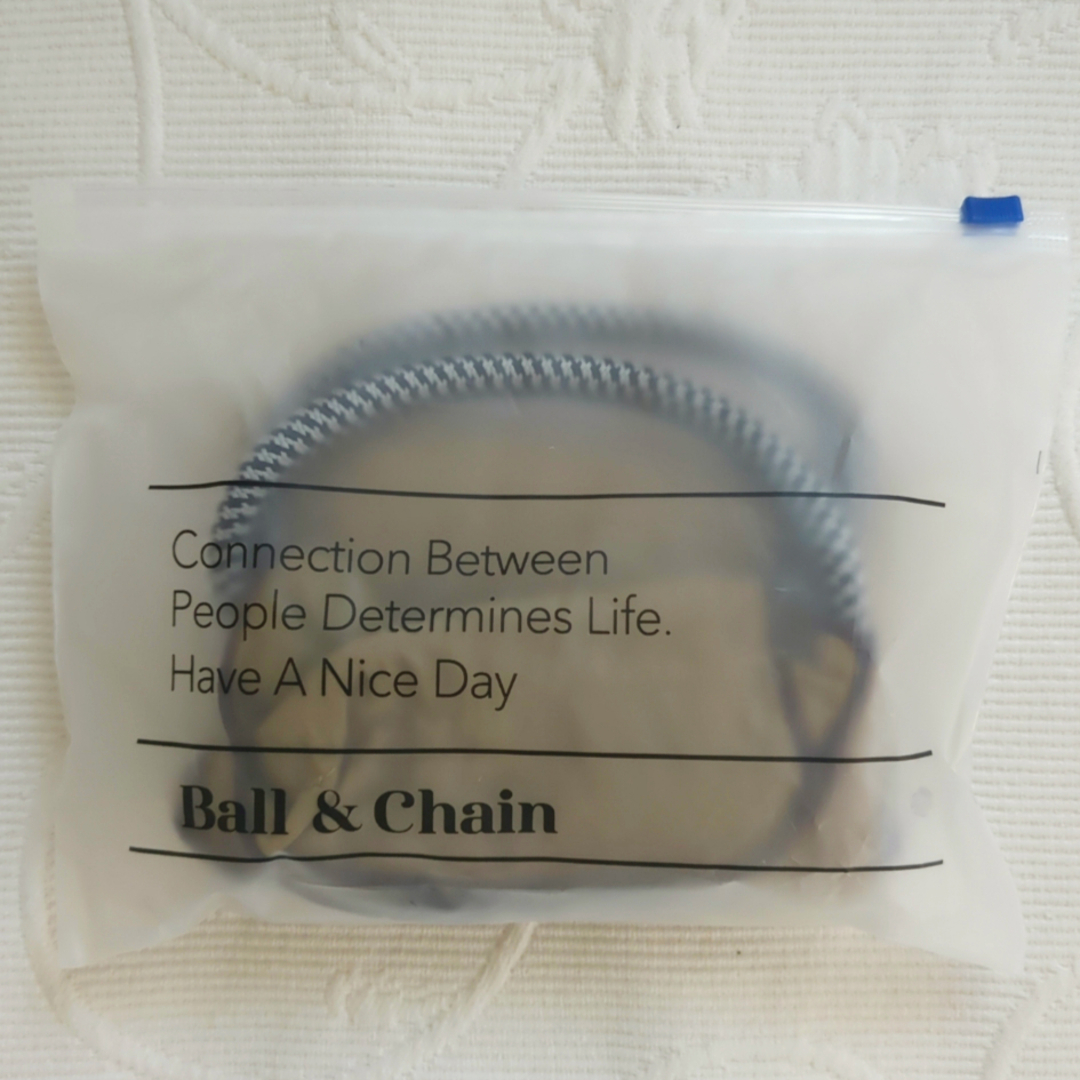 Connection Between
People Determines Life.
Have A Nice Day
Ball & Chain